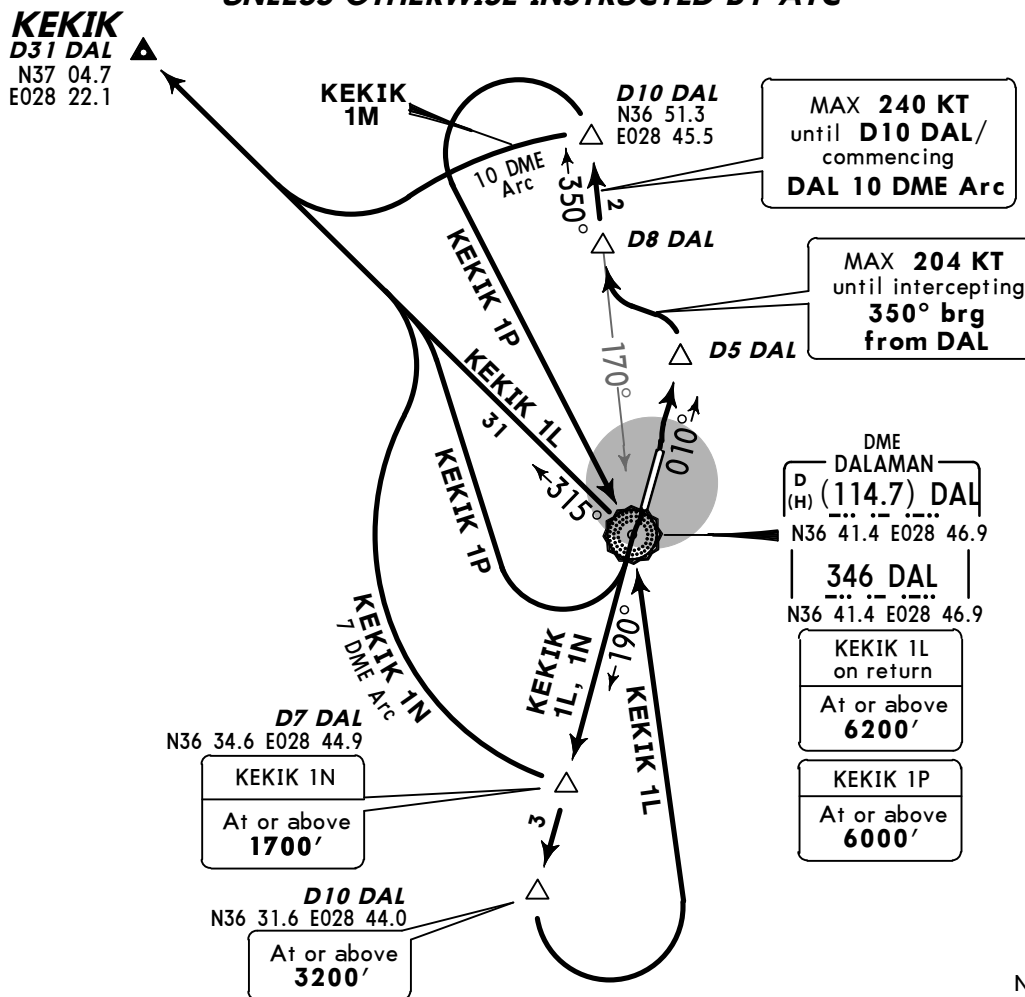 KEKIK
D31 DAL
N37 04.7
E028 22.1
KEKIK
1M
D10 DAL
N36 51.3
E028 45.5
MAX 240 KT
until D10 DAL/
commencing
DAL 10 DME Arc
10 DME
Arc
350°
2
D8 DAL
MAX 204 KT
until intercepting
350° brg
from DAL
D5 DAL
KEKIK 1P
170°
KEKIK 1L
31
315°
010°
DME
DALAMAN
D
(H) (114.7) DAL
N36 41.4 E028 46.9
346 DAL
N36 41.4 E028 46.9
KEKIK 1L
on return
At or above
6200'
KEKIK 1P
At or above
6000'
KEKIK 1P
KEKIK 1N
7 DME Arc
190°
KEKIK
1L, 1N
KEKIK 1L
D7 DAL
N36 34.6 E028 44.9
KEKIK 1N
At or above
1700'
3
D10 DAL
N36 31.6 E028 44.0
At or above
3200'
N